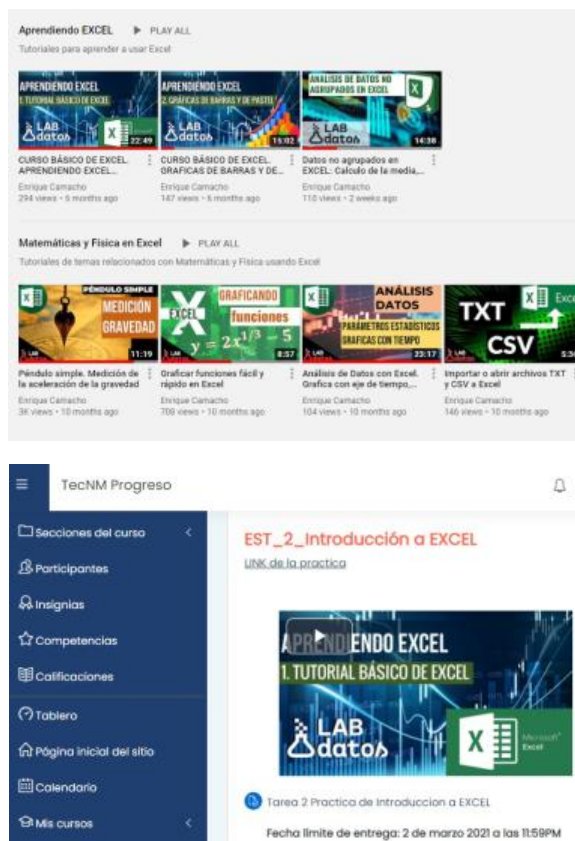 Aprendiendo EXCEL ▶ PLAY ALL
Tutoriales para aprender a usar Excel
APRENDIENDO EXCEL
1. TUTORIAL BÁSICO DE EXCEL
LAB
datos
22:49
APRENDIENDO EXCEL
2. GRÁFICAS DE BARRAS Y DE PASTEL
LAB
datos
15:02
ANÁLISIS DE DATOS NO
AGRUPADOS EN EXCEL
LAB
datos
14:38
CURSO BÁSICO DE EXCEL.
APRENDIENDO EXCEL...
Enrique Camacho
294 views • 6 months ago
CURSO BÁSICO DE EXCEL.
GRAFICAS DE BARRAS Y DE...
Enrique Camacho
147 views • 6 months ago
Datos no agrupados en
EXCEL: Calculo de la media,...
Enrique Camacho
110 views • 2 weeks ago
Matemáticas y Física en Excel ▶ PLAY ALL
Tutoriales de temas relacionados con Matemáticas y Física usando Excel
PÉNDULO SIMPLE
MEDICIÓN
GRAVEDAD
11:19
EXCEL
GRAFICANDO
funciones
y = 2x^1/3 - 5
8:57
ANÁLISIS
DATOS
PARÁMETROS ESTADÍSTICOS
GRAFICAS CON TIEMPO
23:17
TXT
CSV
Exce
5:36
Péndulo simple. Medición de
la aceleración de la gravedad
Enrique Camacho
3K views • 10 months ago
Graficar funciones fácil y
rápido en Excel
Enrique Camacho
708 views • 10 months ago
Análisis de Datos con Excel.
Grafica con eje de tiempo,...
Enrique Camacho
104 views • 10 months ago
Importar o abrir archivos TXT
y CSV a Excel
Enrique Camacho
146 views • 10 months ago
TecNM Progreso
Secciones del curso
Participantes
Insignias
Competencias
Calificaciones
Tablero
Página inicial del sitio
Calendario
Mis cursos
EST_2_Introducción a EXCEL
LINK de la practica
APRENDIENDO EXCEL
1. TUTORIAL BÁSICO DE EXCEL
LAB
datos
Microsoft®
Excel
Tarea 2 Practica de Introduccion a EXCEL
Fecha límite de entrega: 2 de marzo 2021 a las 11:59PM